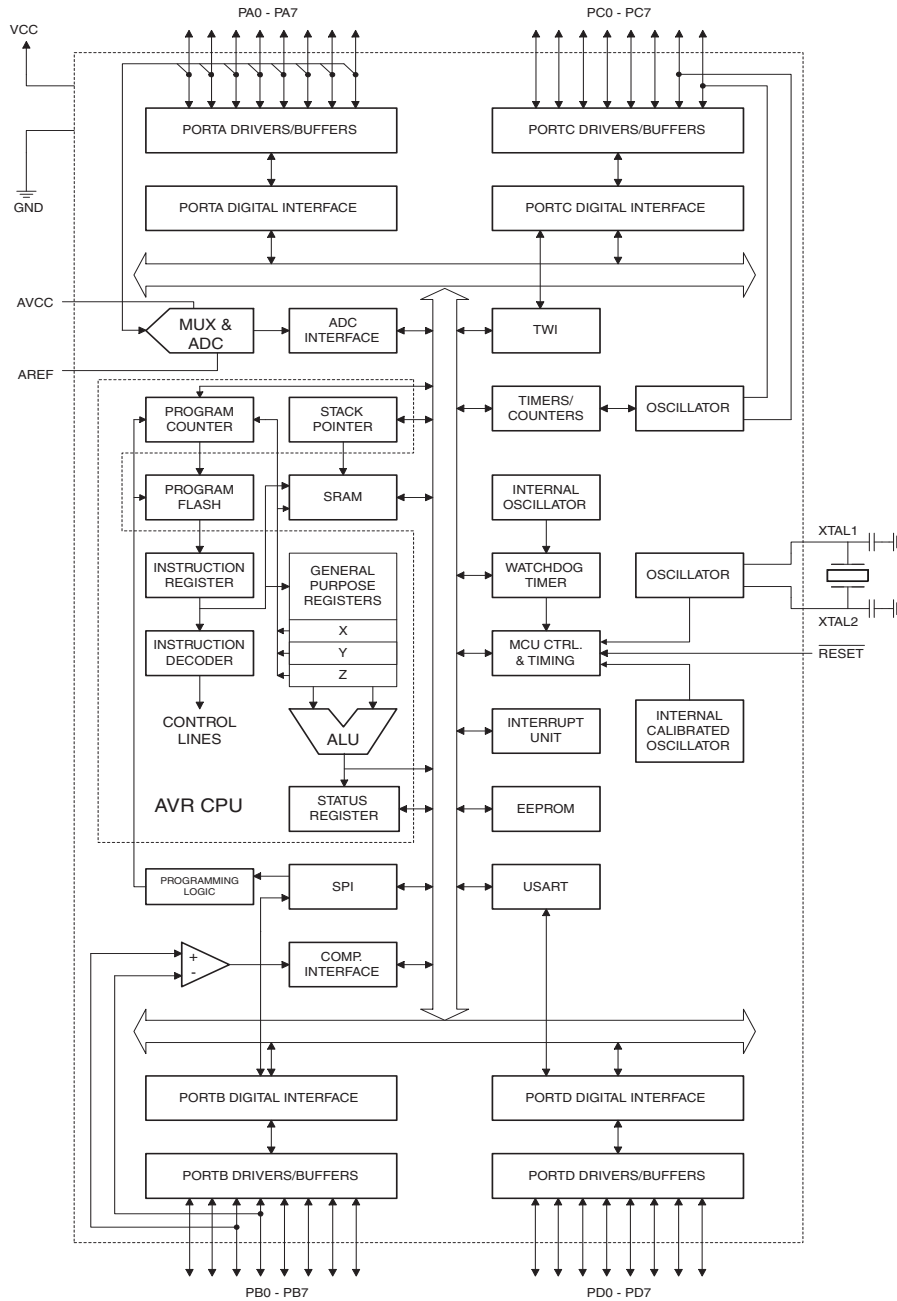 PA0 - PA7
PC0 - PC7
VCC
PORTA DRIVERS/BUFFERS
PORTC DRIVERS/BUFFERS
PORTA DIGITAL INTERFACE
PORTC DIGITAL INTERFACE
GND
AVCC
MUX &
ADC
ADC
INTERFACE
TWI
AREF
PROGRAM
COUNTER
STACK
POINTER
TIMERS/
COUNTERS
OSCILLATOR
PROGRAM
FLASH
SRAM
INTERNAL
OSCILLATOR
XTAL1
INSTRUCTION
REGISTER
GENERAL
PURPOSE
REGISTERS
WATCHDOG
TIMER
OSCILLATOR
XTAL2
X
INSTRUCTION
DECODER
Y
MCU CTRL.
& TIMING
RESET
Z
CONTROL
LINES
INTERRUPT
UNIT
INTERNAL
CALIBRATED
OSCILLATOR
ALU
AVR CPU
STATUS
REGISTER
EEPROM
PROGRAMMING
LOGIC
SPI
USART
+
-
COMP.
INTERFACE
PORTB DIGITAL INTERFACE
PORTD DIGITAL INTERFACE
PORTB DRIVERS/BUFFERS
PORTD DRIVERS/BUFFERS
PB0 - PB7
PD0 - PD7